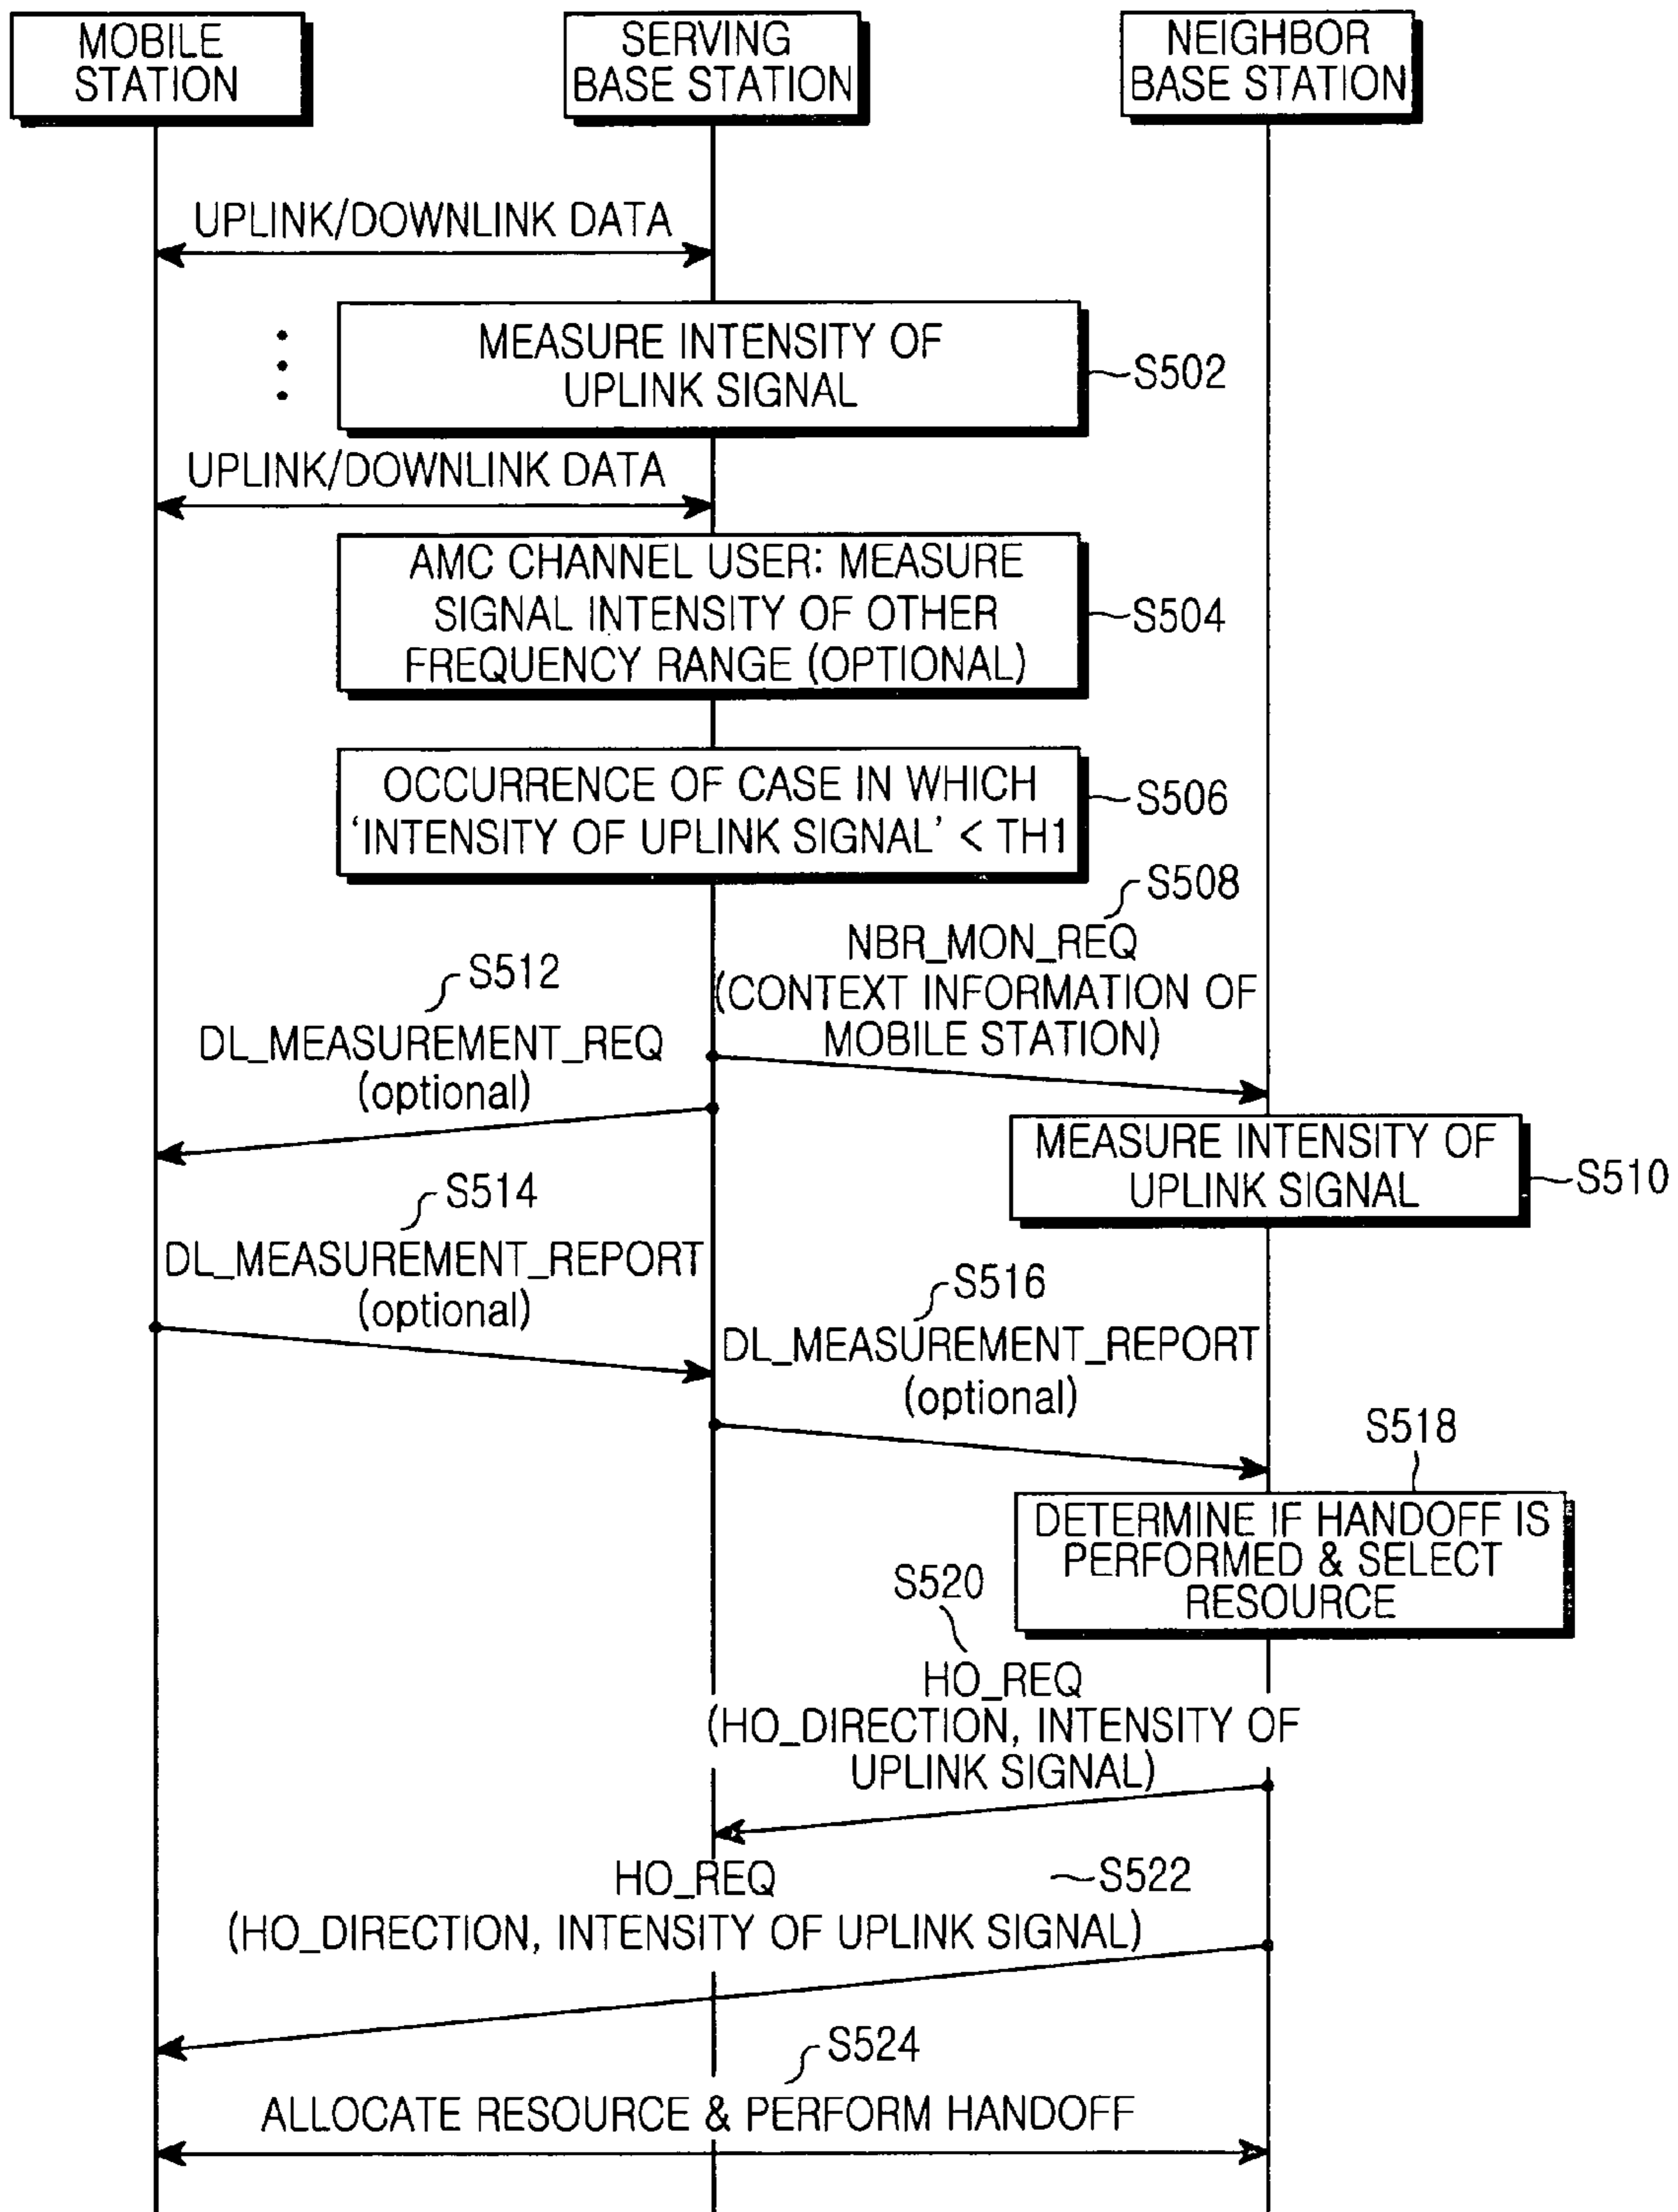 MOBILE
STATION
SERVING
BASE STATION
NEIGHBOR
BASE STATION
UPLINK/DOWNLINK DATA
MEASURE INTENSITY OF
UPLINK SIGNAL
S502
UPLINK/DOWNLINK DATA
AMC CHANNEL USER: MEASURE
SIGNAL INTENSITY OF OTHER
FREQUENCY RANGE (OPTIONAL)
S504
OCCURRENCE OF CASE IN WHICH
‘INTENSITY OF UPLINK SIGNAL’ < TH1
S506
S508
NBR_MON_REQ
(CONTEXT INFORMATION OF
MOBILE STATION)
S512
DL_MEASUREMENT_REQ
(optional)
MEASURE INTENSITY OF
UPLINK SIGNAL
S510
S514
DL_MEASUREMENT_REPORT
(optional)
S516
DL_MEASUREMENT_REPORT
(optional)
S518
DETERMINE IF HANDOFF IS
PERFORMED & SELECT
RESOURCE
S520
HO_REQ
(HO_DIRECTION, INTENSITY OF
UPLINK SIGNAL)
HO_REQ
S522
(HO_DIRECTION, INTENSITY OF UPLINK SIGNAL)
S524
ALLOCATE RESOURCE & PERFORM HANDOFF